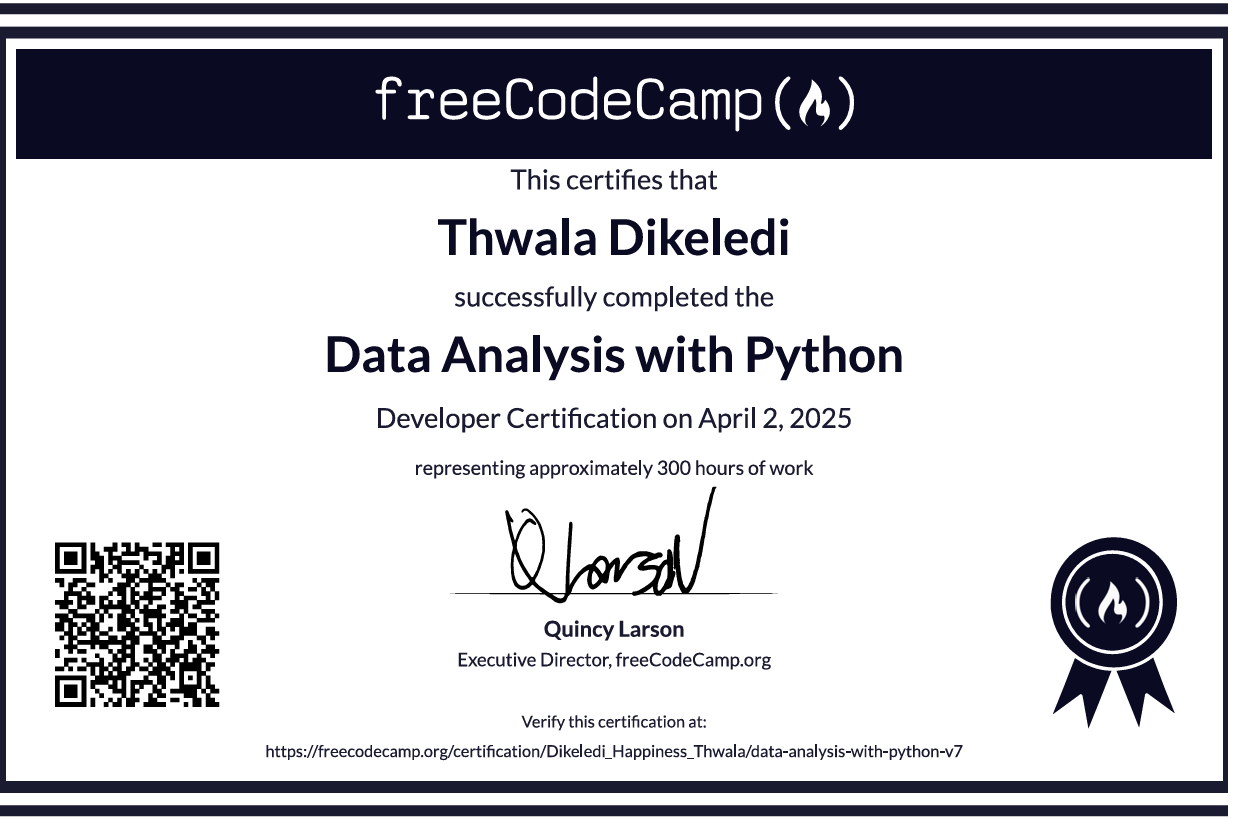 freeCodeCamp
This certifies that
Thwala Dikeledi
successfully completed the
Data Analysis with Python
Developer Certification on April 2, 2025
representing approximately 300 hours of work
Q Larson
Quincy Larson
Executive Director, freeCodeCamp.org
Verify this certification at:
https://freecodecamp.org/certification/Dikeledi_Happiness_Thwala/data-analysis-with-python-v7